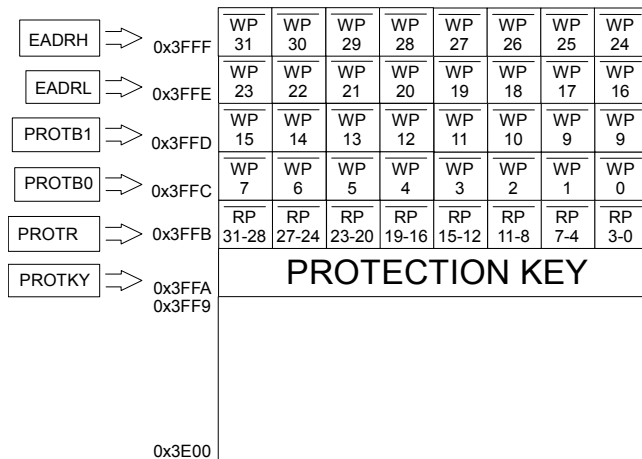 EADRH 0x3FFF WP 31 WP 30 WP 29 WP 28 WP 27 WP 26 WP 25 WP 24
EADRL 0x3FFE WP 23 WP 22 WP 21 WP 20 WP 19 WP 18 WP 17 WP 16
PROTB1 0x3FFD WP 15 WP 14 WP 13 WP 12 WP 11 WP 10 WP 9 WP 9
PROTB0 0x3FFC WP 7 WP 6 WP 5 WP 4 WP 3 WP 2 WP 1 WP 0
PROTR 0x3FFB RP 31-28 RP 27-24 RP 23-20 RP 19-16 RP 15-12 RP 11-8 RP 7-4 RP 3-0
PROTKY 0x3FFA PROTECTION KEY
0x3FF9
0x3E00